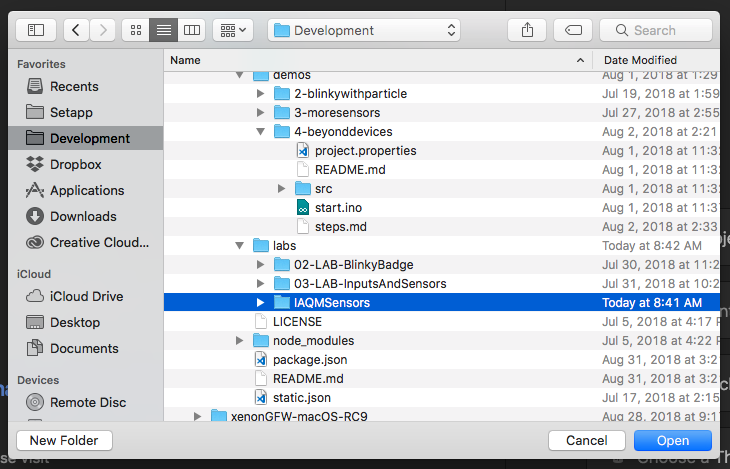 Development
Search
Favorites
Recents
Setapp
Development
Dropbox
Applications
Downloads
Creative Cloud...
iCloud
iCloud Drive
Desktop
Documents
Devices
Remote Disc
Name Date Modified
demos Aug 1, 2018 at 1:29
2-blinkywithparticle Jul 19, 2018 at 1:59
3-moresensors Jul 27, 2018 at 2:55
4-beyonddevices Aug 2, 2018 at 2:21
project.properties Aug 1, 2018 at 11:32
README.md Aug 1, 2018 at 11:32
src Aug 1, 2018 at 11:32
start.ino Aug 1, 2018 at 11:32
steps.md Aug 2, 2018 at 2:33
labs Today at 8:42 AM
02-LAB-BlinkyBadge Jul 30, 2018 at 11:2
03-LAB-InputsAndSensors Jul 31, 2018 at 10:2
IAQMSensors Today at 8:41 AM
LICENSE Jul 5, 2018 at 4:17 P
node_modules Jul 5, 2018 at 4:22 P
package.json Aug 31, 2018 at 3:2
README.md Aug 31, 2018 at 3:2
static.json Jul 17, 2018 at 2:15
xenonGFW-macOS-RC9 Aug 28, 2018 at 9:1
New Folder Cancel Open
se visit
Choose a Th